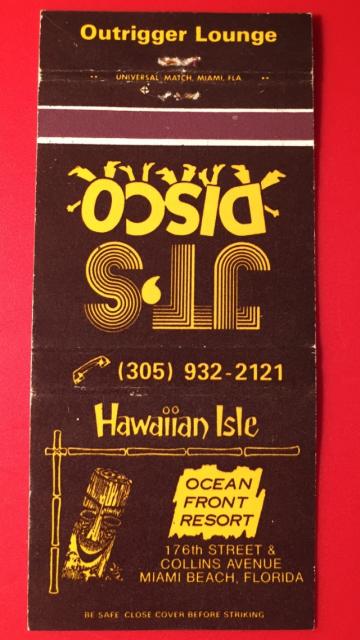 Outrigger Lounge
UNIVERSAL MATCH, MIAMI, FLA
J.T.'S
DISCO
(305) 932-2121
Hawaiian Isle
OCEAN
FRONT
RESORT
176th STREET &
COLLINS AVENUE
MIAMI BEACH, FLORIDA
BE SAFE CLOSE COVER BEFORE STRIKING